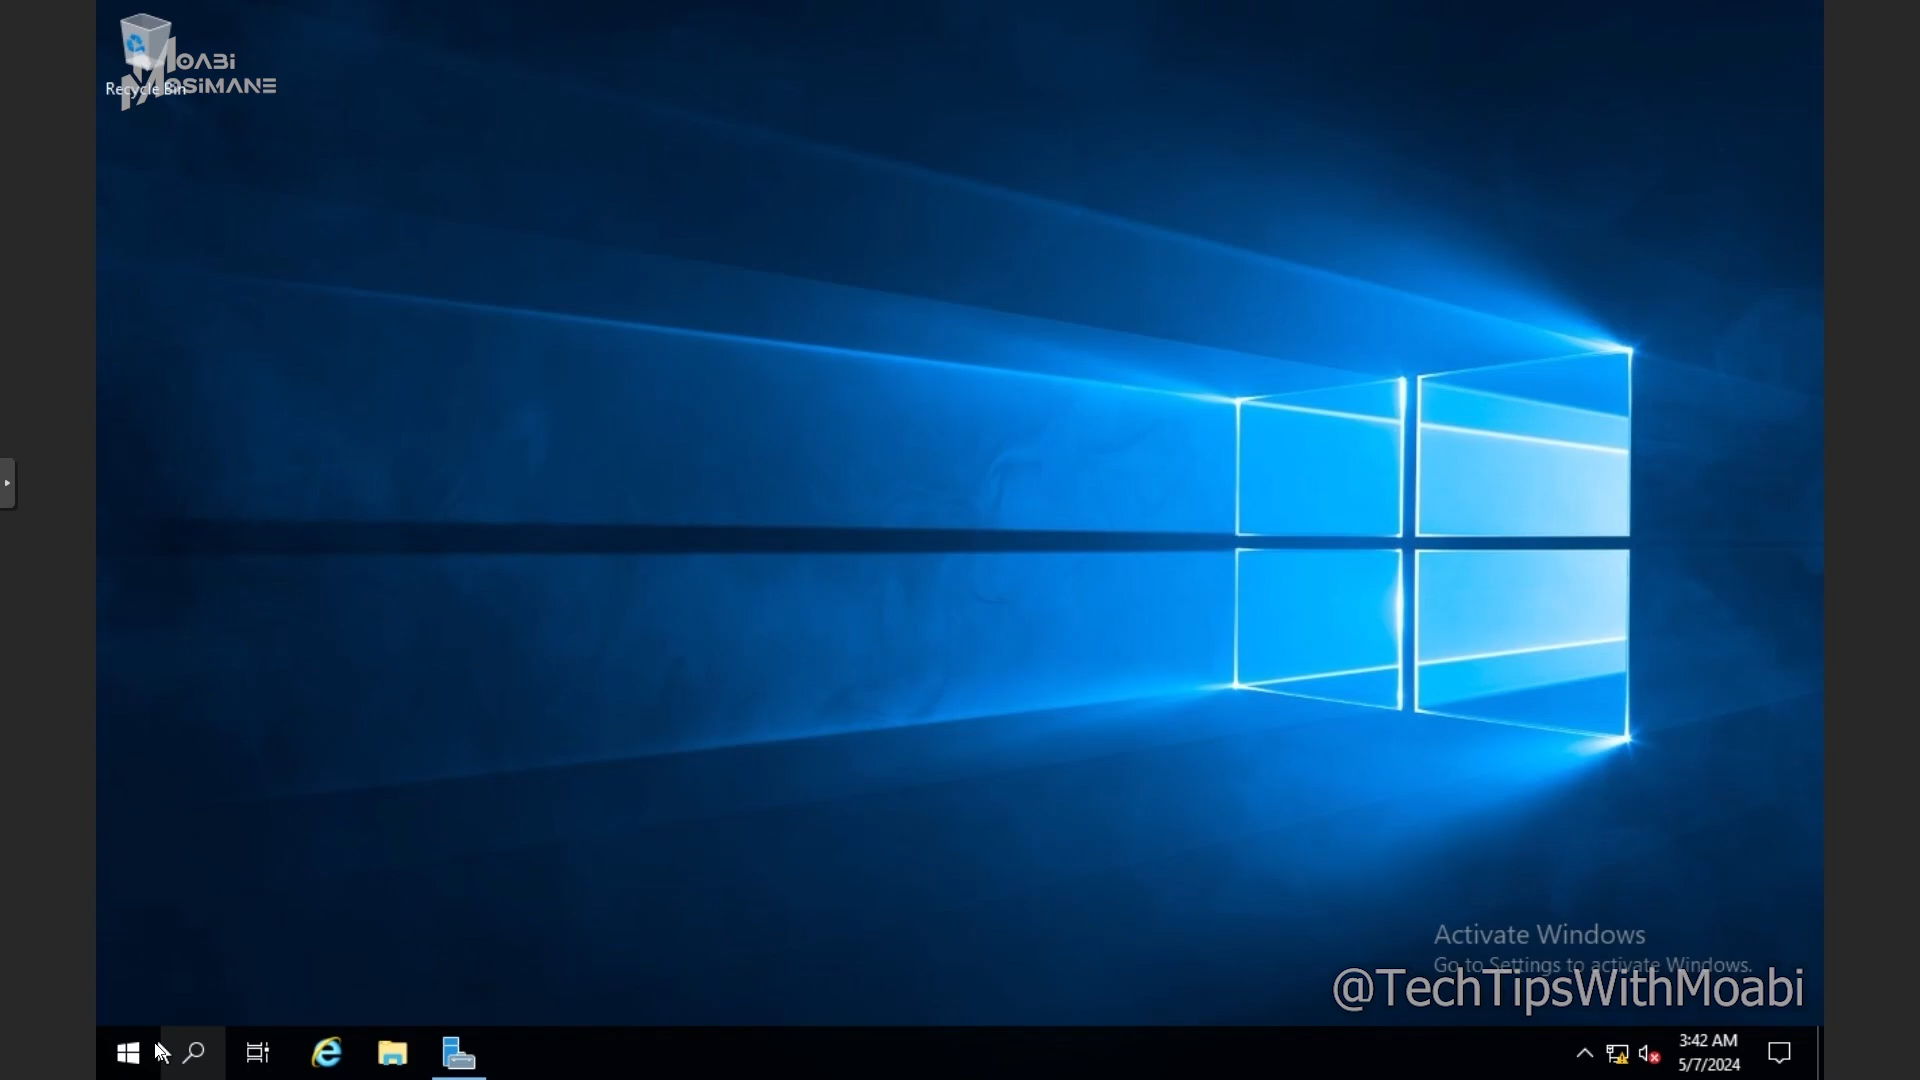 MOABI
MOSIMANE
Recycle Bin
Activate Windows
Go to Settings to activate Windows.
@TechTipsWithMoabi
3:42 AM
5/7/2024